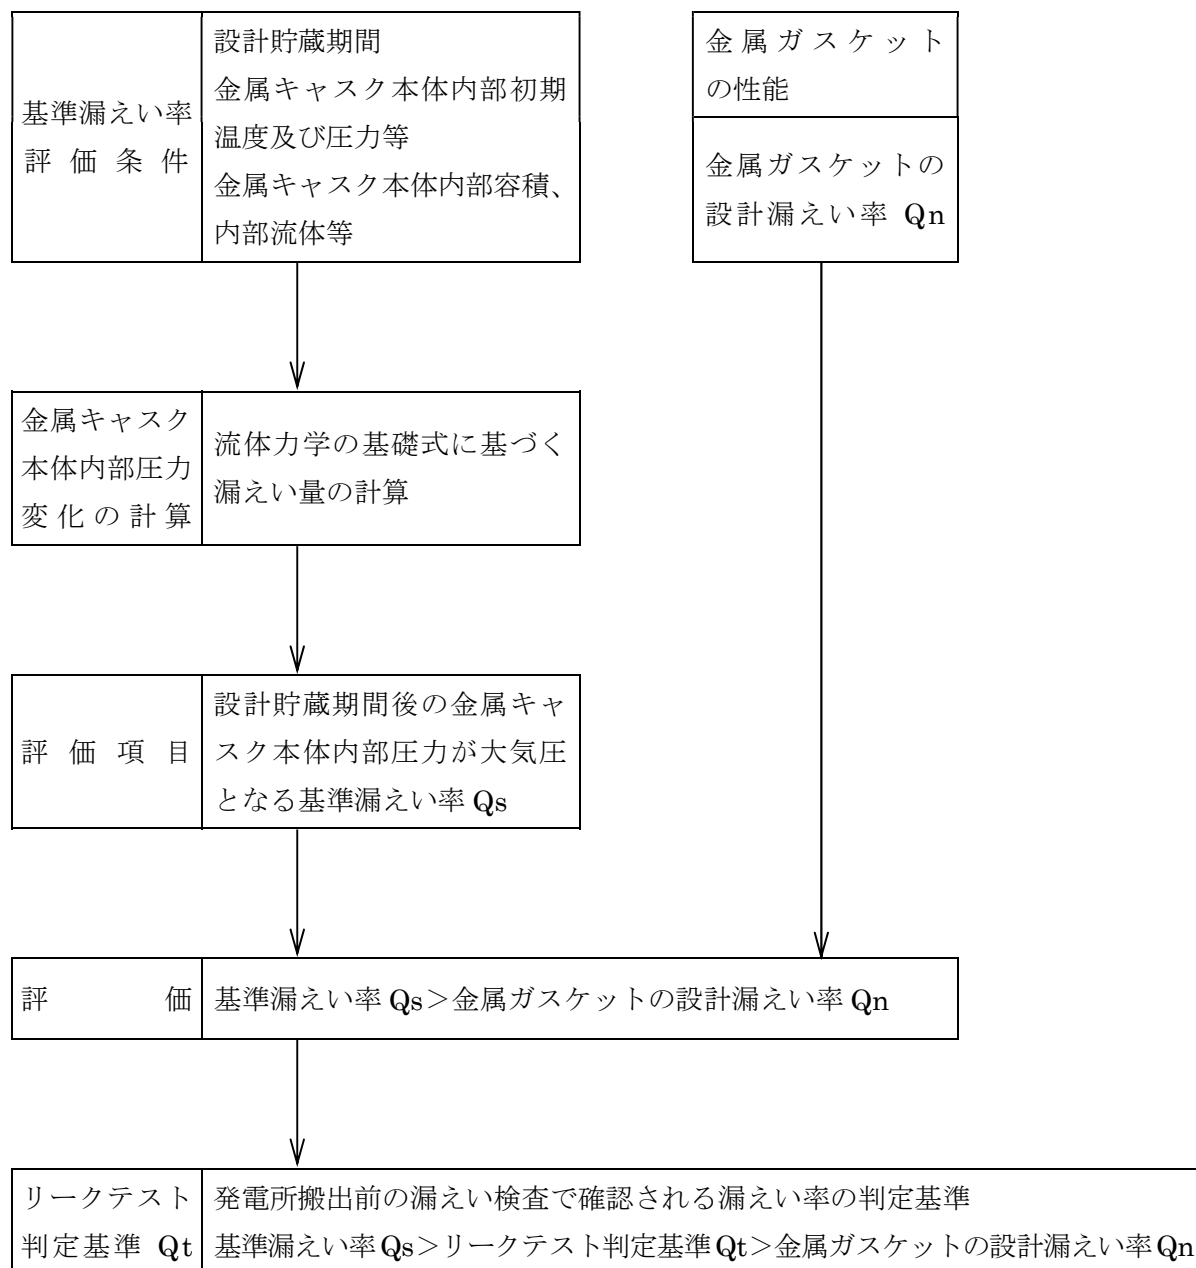 基準漏えい率
評価条件
設計貯蔵期間
金属キャスク本体内部初期
温度及び圧力等
金属キャスク本体内部容積、
内部流体等
金属ガスケット
の性能
金属ガスケットの
設計漏えい率 Qn
金属キャスク
本体内部圧力
変化の計算
流体力学の基礎式に基づく
漏えい量の計算
評価項目
設計貯蔵期間後の金属キャ
スク本体内部圧力が大気圧
となる基準漏えい率 Qs
評価
基準漏えい率 Qs＞金属ガスケットの設計漏えい率 Qn
リークテスト
判定基準 Qt
発電所搬出前の漏えい検査で確認される漏えい率の判定基準
基準漏えい率 Qs＞リークテスト判定基準 Qt＞金属ガスケットの設計漏えい率 Qn